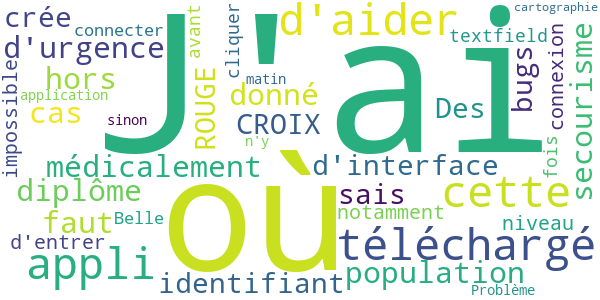 crée
connecter
avant
cliquer
J'ai
d'aider
cartographie
textfield
d'urgence
impossibles
hors
application
cas
sinon
matin
ROUGE
donné
CROIX
n'y
Des
bugs
connexion
fois
secourisme
médicalement
où
d'interface
diplôme
sais
cette
notamment
faut
Belle
niveau
d'entrer
téléchargé
appli
identifiant
population
Problème